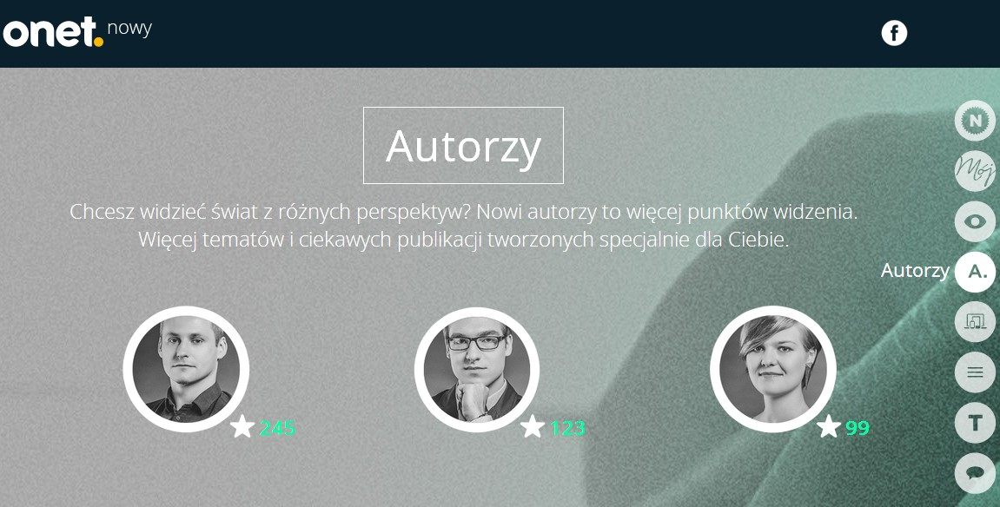 onet. nowy
f
N
Autorzy
Mój
Chcesz widzieć świat z różnych perspektyw? Nowi autorzy to więcej punktów widzenia.
Więcej tematów i ciekawych publikacji tworzonych specjalnie dla Ciebie.
Autorzy A.
T
245
123
99